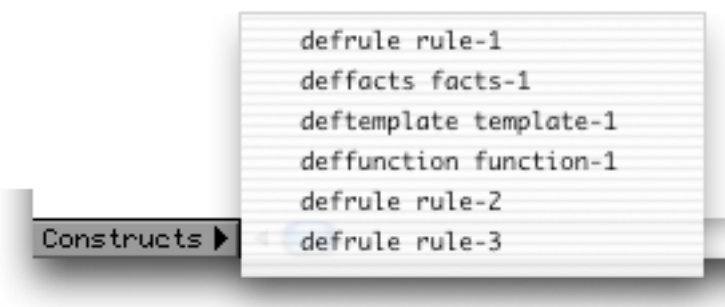 defrule rule-1
deffacts facts-1
deftemplate template-1
deffunction function-1
defrule rule-2
defrule rule-3
Constructs